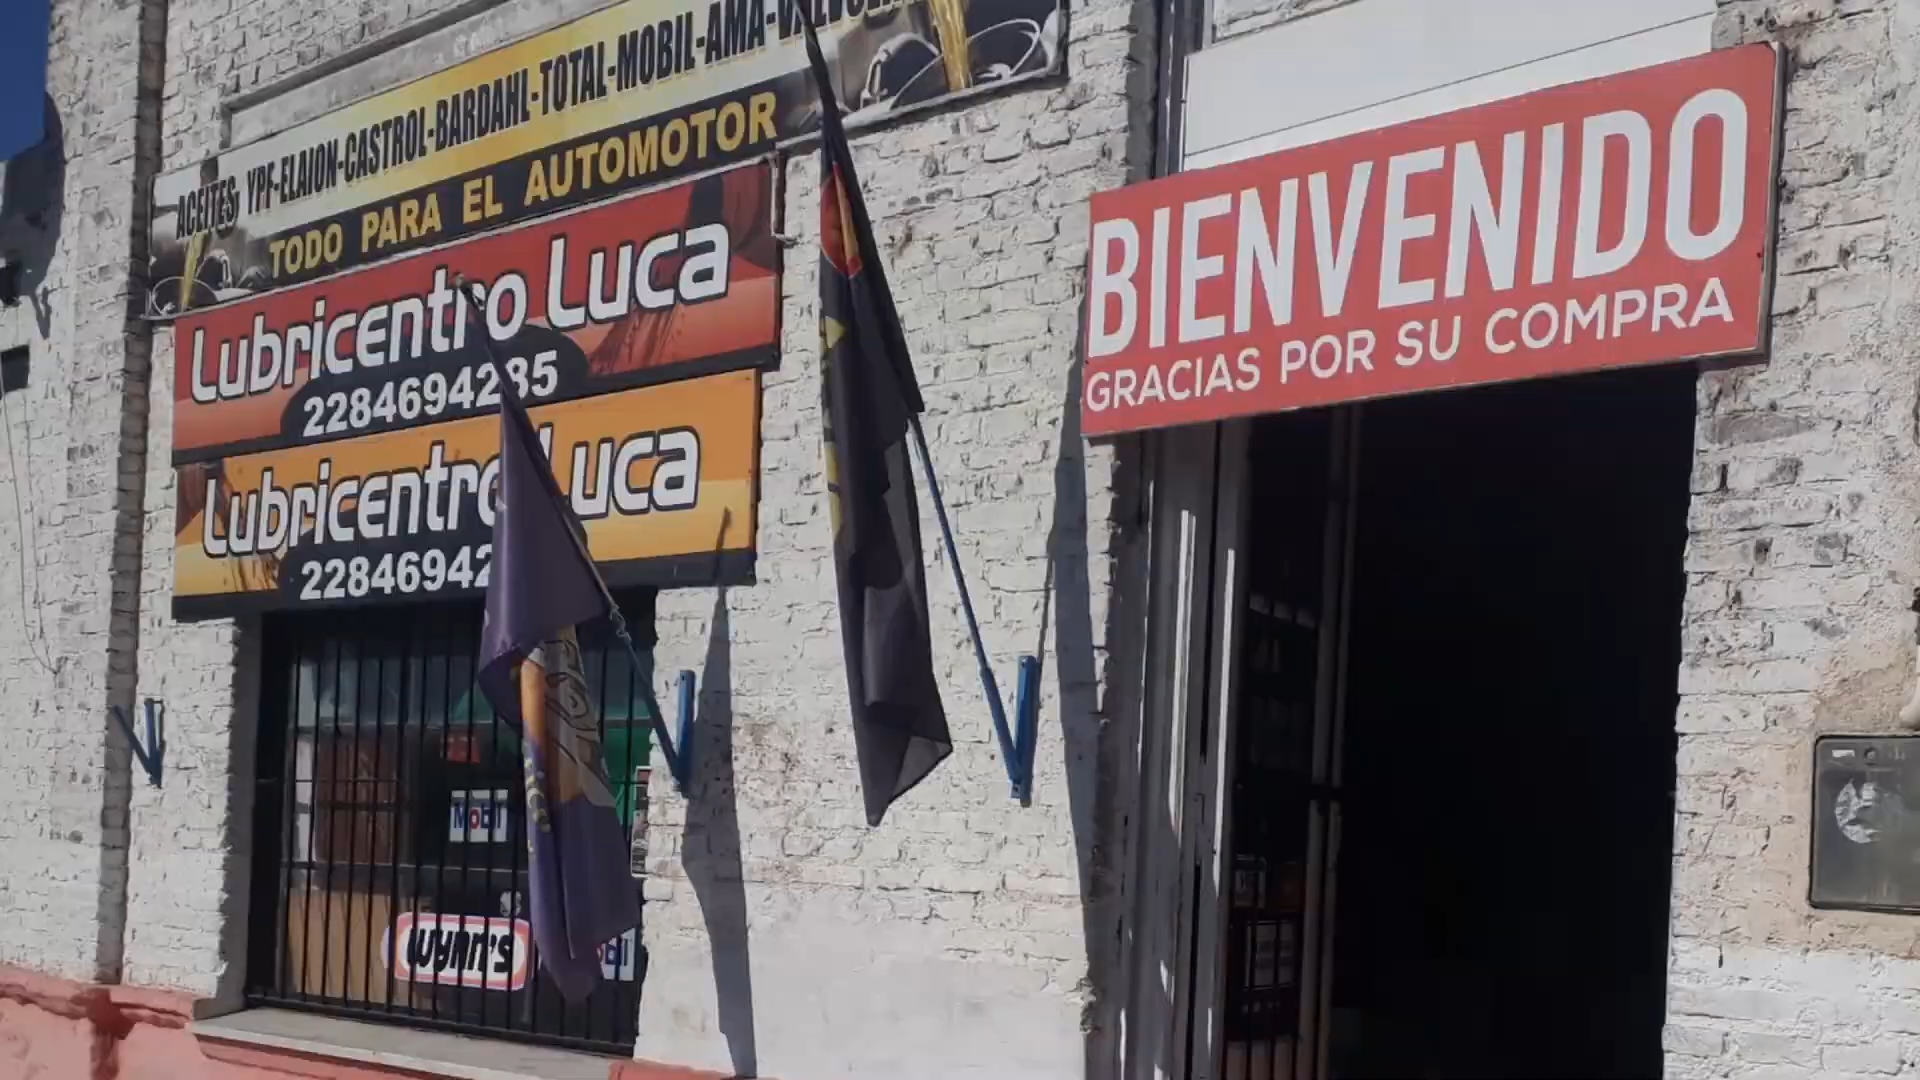 ACEITES YPF-ELAION-CASTROL-BARDAHL-TOTAL-MOBIL-AMA-
TODO PARA EL AUTOMOTOR
Lubricentro Luca
2284694285
Lubricentro Luca
22846942
BIENVENIDO
GRACIAS POR SU COMPRA
Mobil
WYNN'S